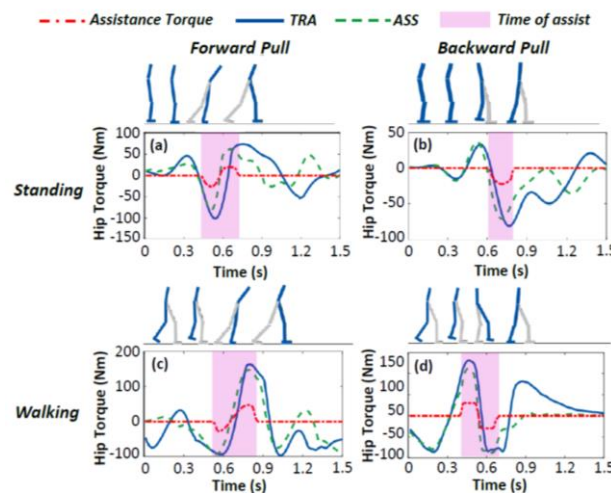 Assistance Torque TRA ASS Time of assist
Forward Pull Backward Pull
Standing
Hip Torque (Nm)
100
50
0
-50
-100
-150
(a)
0 0.3 0.6 0.9 1.2 1.5
Time (s)
Hip Torque (Nm)
50
0
-50
-100
(b)
0 0.3 0.6 0.9 1.2 1.5
Time (s)
Walking
Hip Torque (Nm)
200
100
0
-100
(c)
0 0.3 0.6 0.9 1.2 1.5
Time (s)
Hip Torque (Nm)
150
100
50
50
-100
(d)
0 0.3 0.6 0.9 1.2 1.5
Time (s)